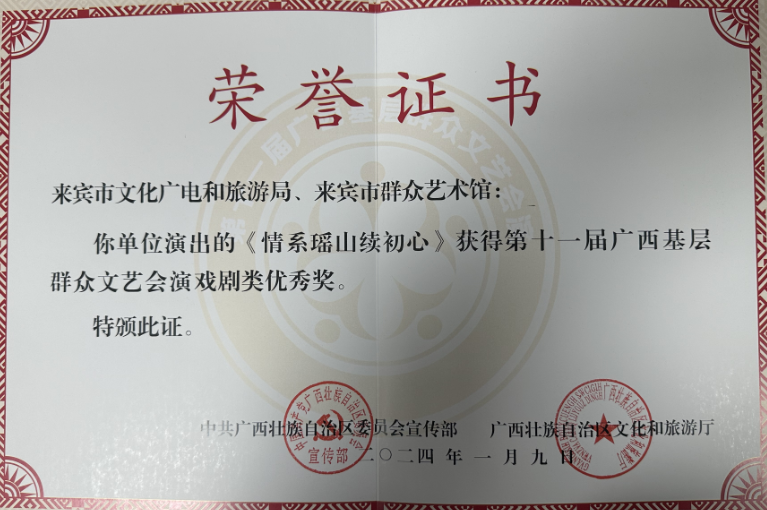 荣誉证书
来宾市文化广电和旅游局、来宾市群众艺术馆：
你单位演出的《情系瑶山续初心》获得第十一届广西基层
群众文艺会演戏剧类优秀奖。
特颁此证。
中共广西壮族自治区委员会宣传部 广西壮族自治区文化和旅游厅
二〇二四年一月九日
宣传部